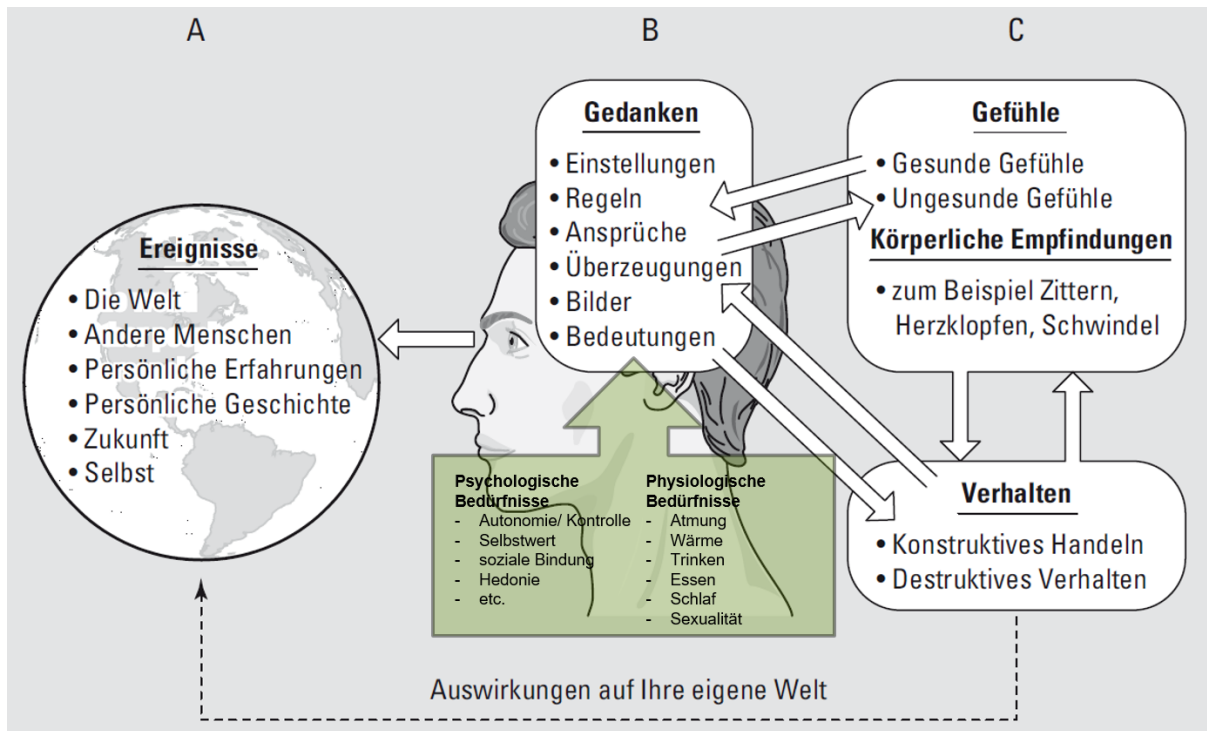 A
B
C
Ereignisse
• Die Welt
• Andere Menschen
• Persönliche Erfahrungen
• Persönliche Geschichte
• Zukunft
• Selbst
Gedanken
• Einstellungen
• Regeln
• Ansprüche
• Überzeugungen
• Bilder
• Bedeutungen
Gefühle
• Gesunde Gefühle
• Ungesunde Gefühle
Körperliche Empfindungen
• zum Beispiel Zittern,
Herzklopfen, Schwindel
Psychologische
Bedürfnisse
- Autonomie/ Kontrolle
- Selbstwert
- soziale Bindung
- Hedonie
- etc.
Physiologische
Bedürfnisse
- Atmung
- Wärme
- Trinken
- Essen
- Schlaf
- Sexualität
Verhalten
• Konstruktives Handeln
• Destruktives Verhalten
Auswirkungen auf Ihre eigene Welt